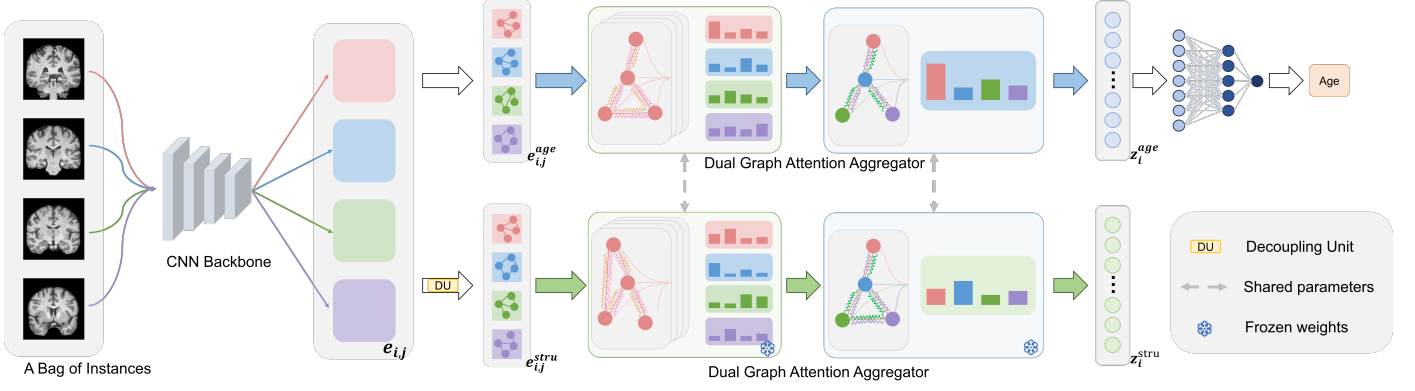 A Bag of Instances
CNN Backbone
e_{i,j}
DU
e_{i,j}^{age}
Dual Graph Attention Aggregator
z_i^{age}
Age
e_{i,j}^{stru}
Dual Graph Attention Aggregator
z_i^{stru}
DU Decoupling Unit
Shared parameters
Frozen weights